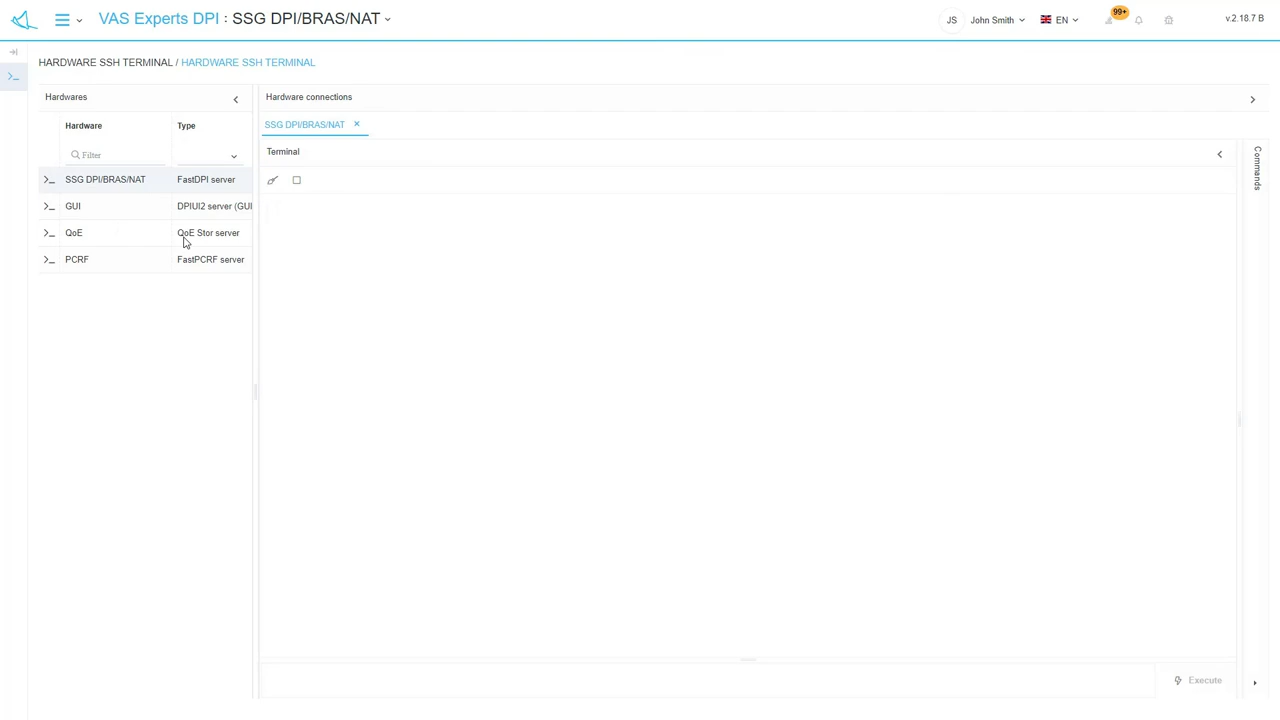 VAS Experts DPI : SSG DPI/BRAS/NAT
JS John Smith EN 99+ v.2.18.7 B
HARDWARE SSH TERMINAL / HARDWARE SSH TERMINAL
Hardwares
Hardware Type
Filter
SSG DPI/BRAS/NAT FastDPI server
GUI DPIUI2 server (GUI
QoE QoE Stor server
PCRF FastPCRF server
Hardware connections
SSG DPI/BRAS/NAT
Terminal
Commands
Execute